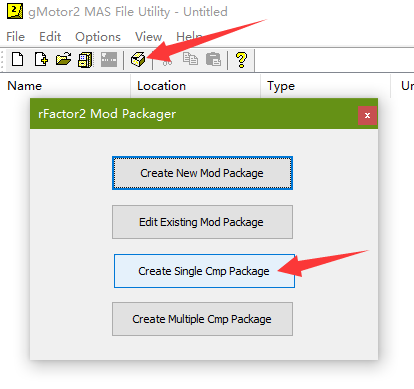 gMotor2 MAS File Utility - Untitled
File Edit Options View Help
Name Location Type Un
rFactor2 Mod Packager
x
Create New Mod Package
Edit Existing Mod Package
Create Single Cmp Package
Create Multiple Cmp Package